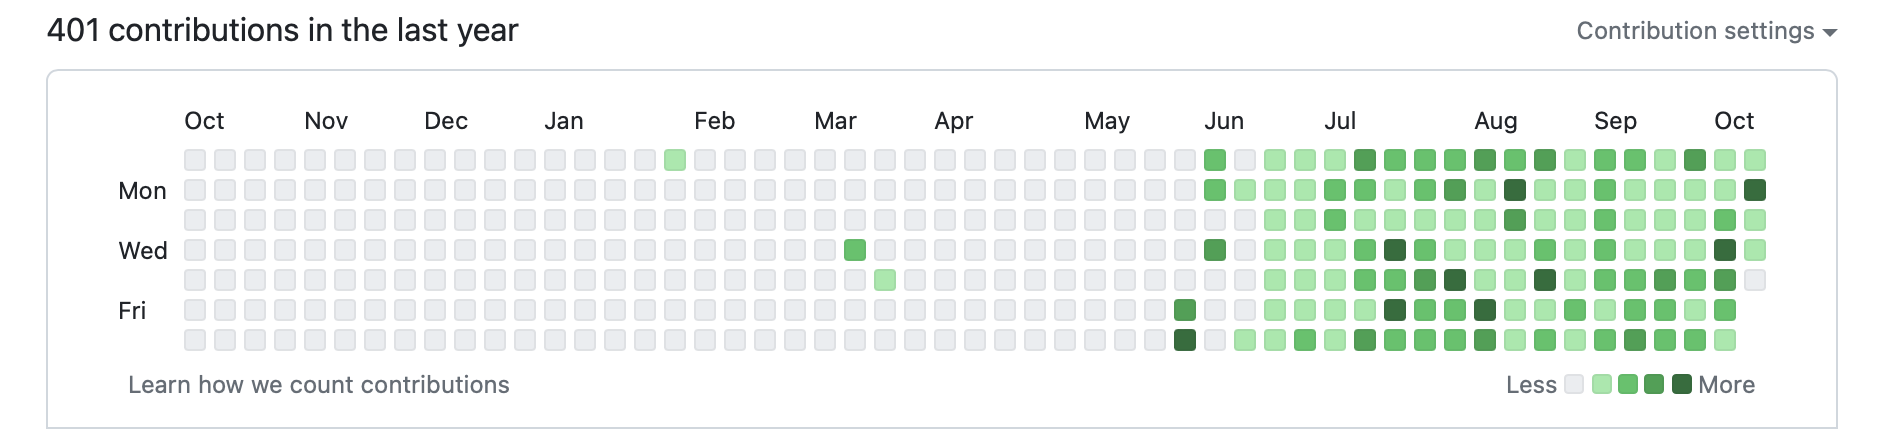 401 contributions in the last year
Contribution settings
Oct Nov Dec Jan Feb Mar Apr May Jun Jul Aug Sep Oct
Mon
Wed
Fri
Learn how we count contributions
Less More